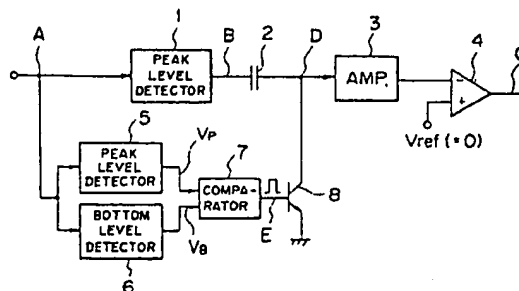 1
A
PEAK LEVEL DETECTOR
B
2
D
3
AMP.
4
C
Vref (=0)
5
PEAK LEVEL DETECTOR
VP
7
COMPA-RATOR
E
8
BOTTOM LEVEL DETECTOR
VB
6